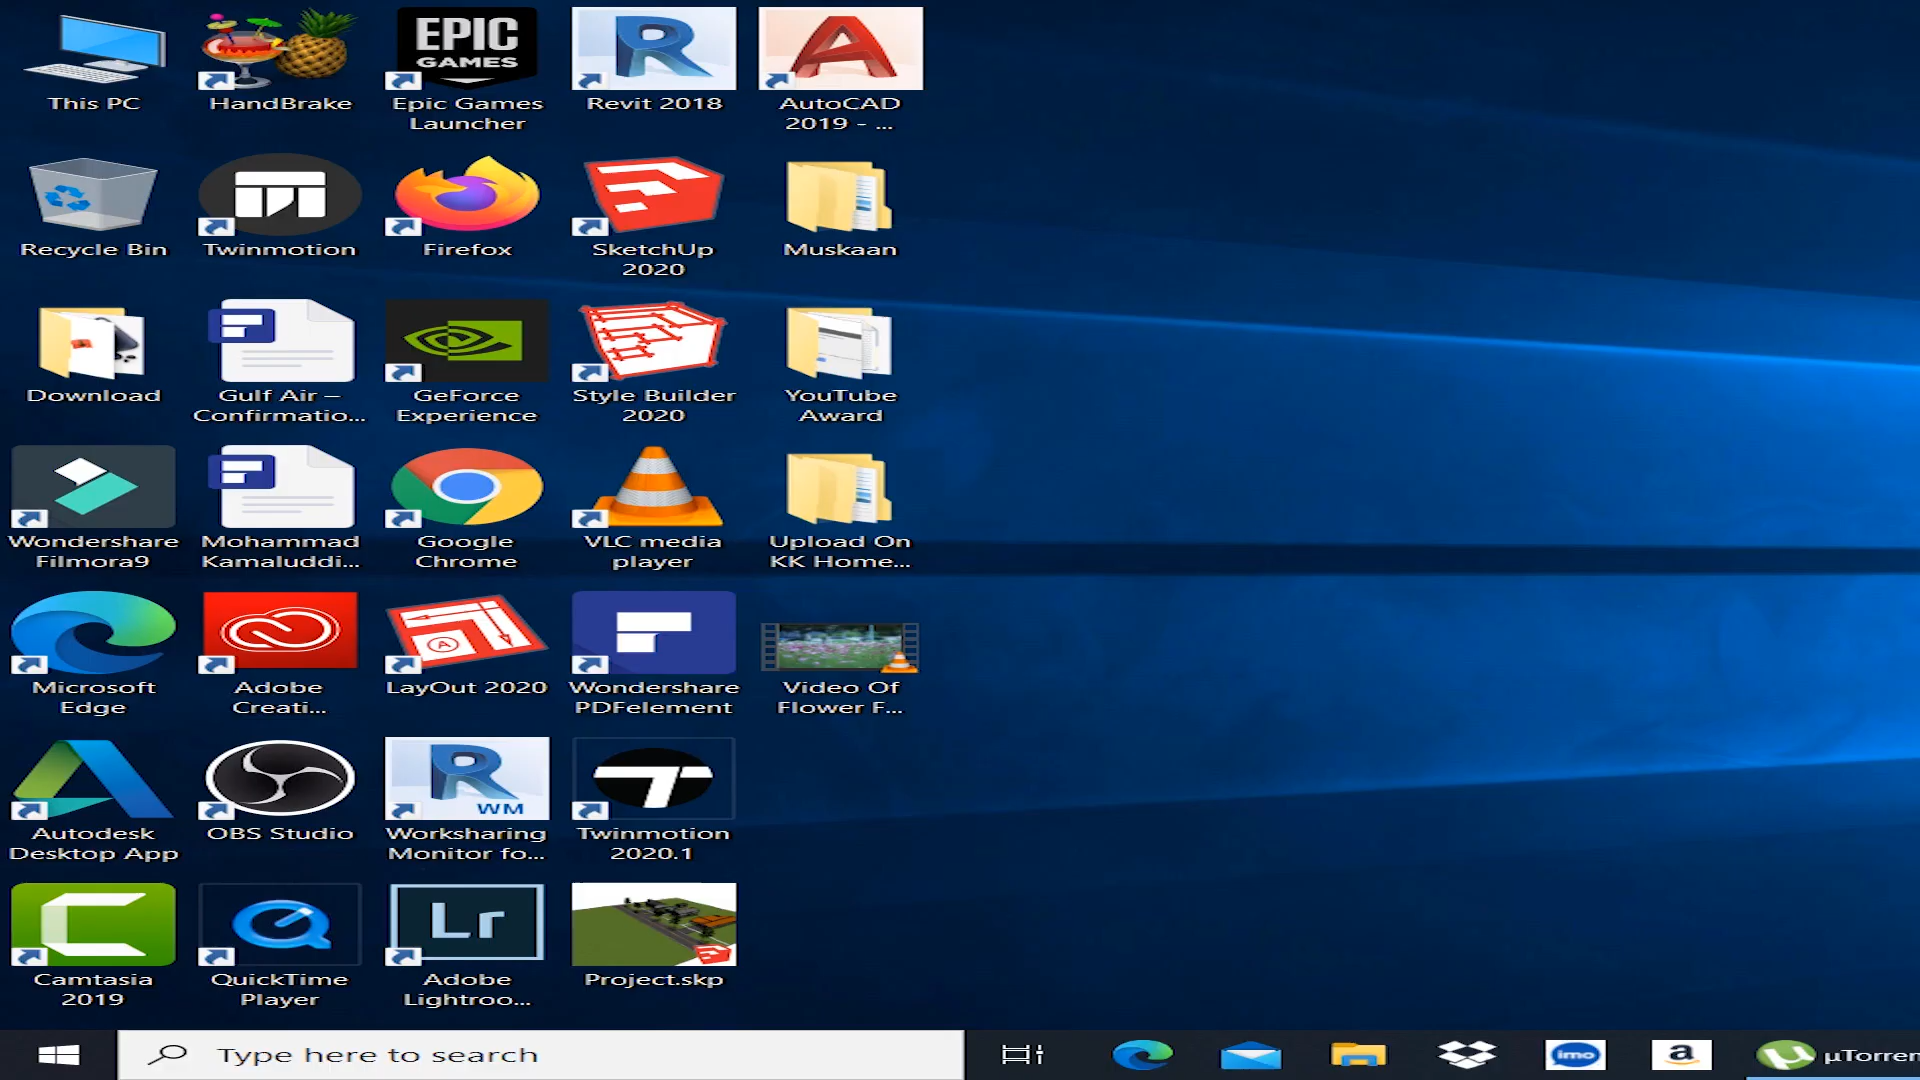 This PC
HandBrake
EPIC
GAMES
Epic Games
Launcher
Revit 2018
AutoCAD
2019 - ...
Recycle Bin
Twinmotion
Firefox
SketchUp
2020
Muskaan
Download
Gulf Air –
Confirmatio...
GeForce
Experience
Style Builder
2020
YouTube
Award
Wondershare
Filmora9
Mohammad
Kamaluddi...
Google
Chrome
VLC media
player
Upload On
KK Home...
Microsoft
Edge
Adobe
Creati...
A
LayOut 2020
Wondershare
PDFelement
Video Of
Flower F...
Autodesk
Desktop App
OBS Studio
R
WM
Worksharing
Monitor fo...
Twinmotion
2020.1
Camtasia
2019
QuickTime
Player
Lr
Adobe
Lightroo...
Project.skp
Type here to search
imo
a
µTorren